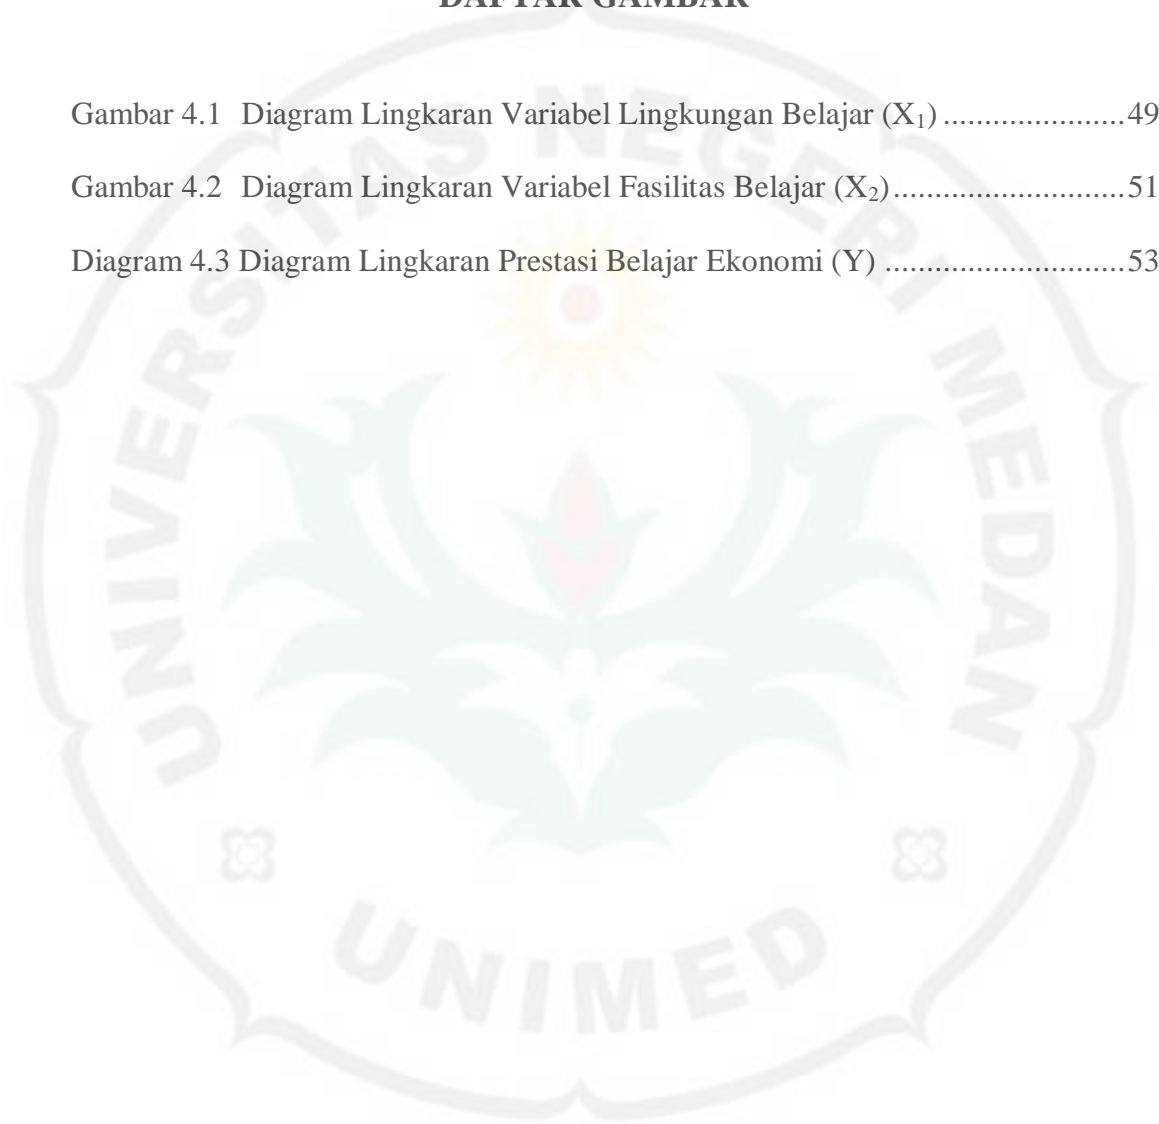 DAFTAR GAMBAR
Gambar 4.1 Diagram Lingkaran Variabel Lingkungan Belajar (X₁) ......................49
Gambar 4.2 Diagram Lingkaran Variabel Fasilitas Belajar (X₂)............................51
Diagram 4.3 Diagram Lingkaran Prestasi Belajar Ekonomi (Y) .............................53
UNIVERSITAS NEGERI MEDAN
UNIMED